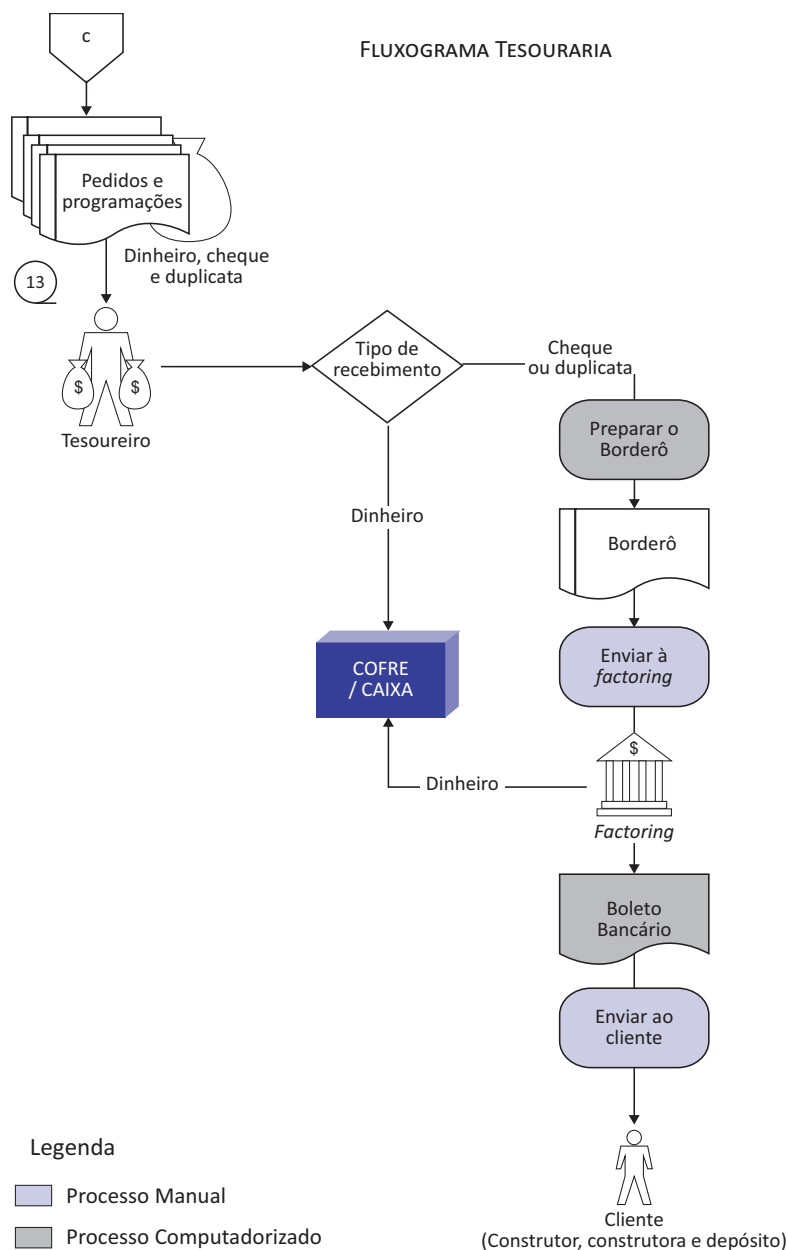 c
FLUXOGRAMA TESOURARIA
Pedidos e
programações
Dinheiro, cheque
e duplicata
13
$
$
Tesoureiro
Tipo de
recebimento
Cheque
ou duplicata
Preparar o
Borderô
Dinheiro
Borderô
COFRE
/ CAIXA
Enviar à
factoring
$
Dinheiro
Factoring
Boleto
Bancário
Enviar ao
cliente
Legenda
Processo Manual
Processo Computadorizado
Cliente
(Construtor, construtora e depósito)